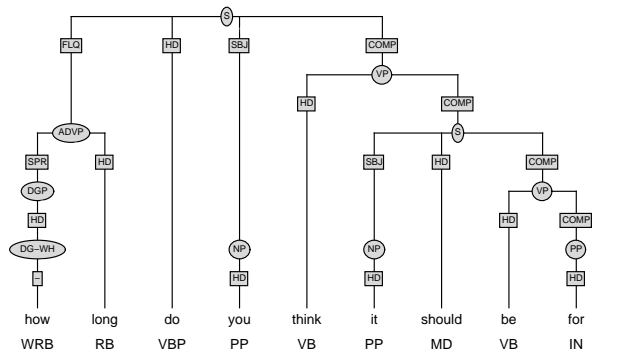 S
FLQ HD SBJ COMP
VP
HD COMP
ADVP S
SPR HD SBJ HD COMP
DGP VP
HD HD COMP
DG–WH NP NP PP
– HD HD HD
how long do you think it should be for
WRB RB VBP PP VB PP MD VB IN